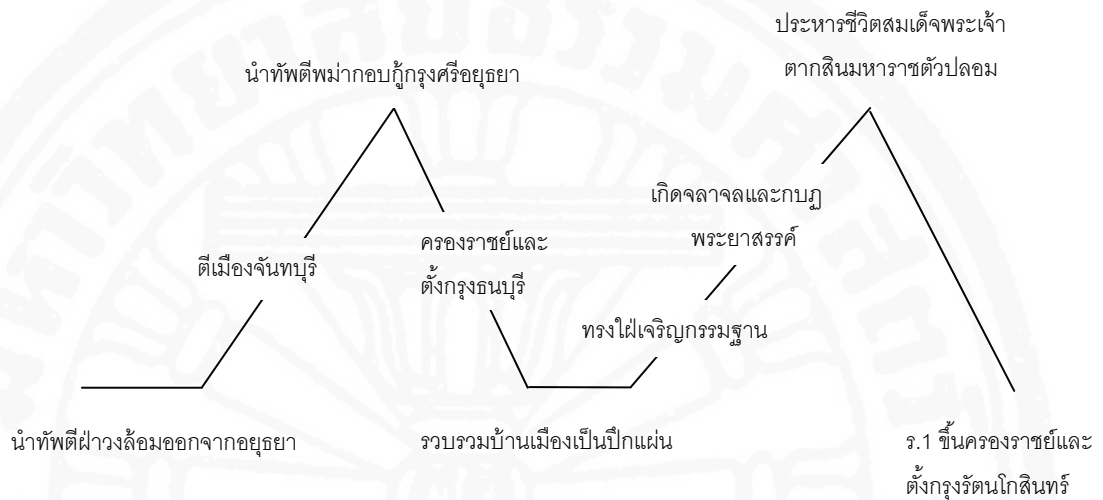 ประหารชีวิตสมเด็จพระเจ้า
ตากสินมหาราชตัวปลอม
นำทัพตีพม่ากอบกู้กรุงศรีอยุธยา
เกิดจลาจลและกบฏ
พระยาสรรค์
ครองราชย์และ
ตั้งกรุงธนบุรี
ตีเมืองจันทบุรี
ทรงใฝ่เจริญกรรมฐาน
นำทัพตีฝ่าวงล้อมออกจากอยุธยา
รวบรวมบ้านเมืองเป็นปึกแผ่น
ร.1 ขึ้นครองราชย์และ
ตั้งกรุงรัตนโกสินทร์